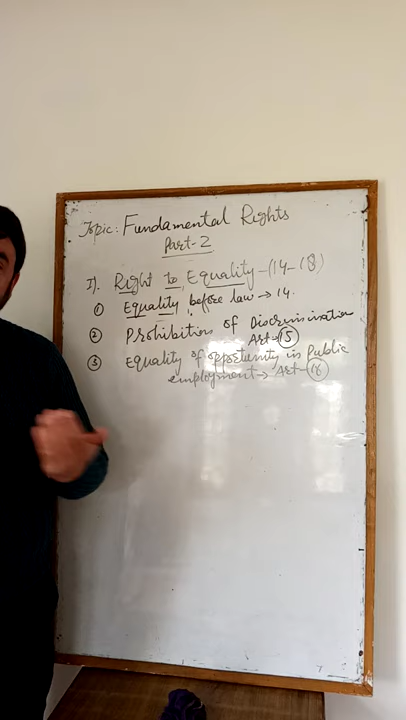 Topic: Fundamental Rights
Part-2
I). Right to Equality-(14-18)
① Equality before law → 14.
② Prohibition of Discrimination
Art-15
③ Equality of opportunity in Public
employment → Art-16